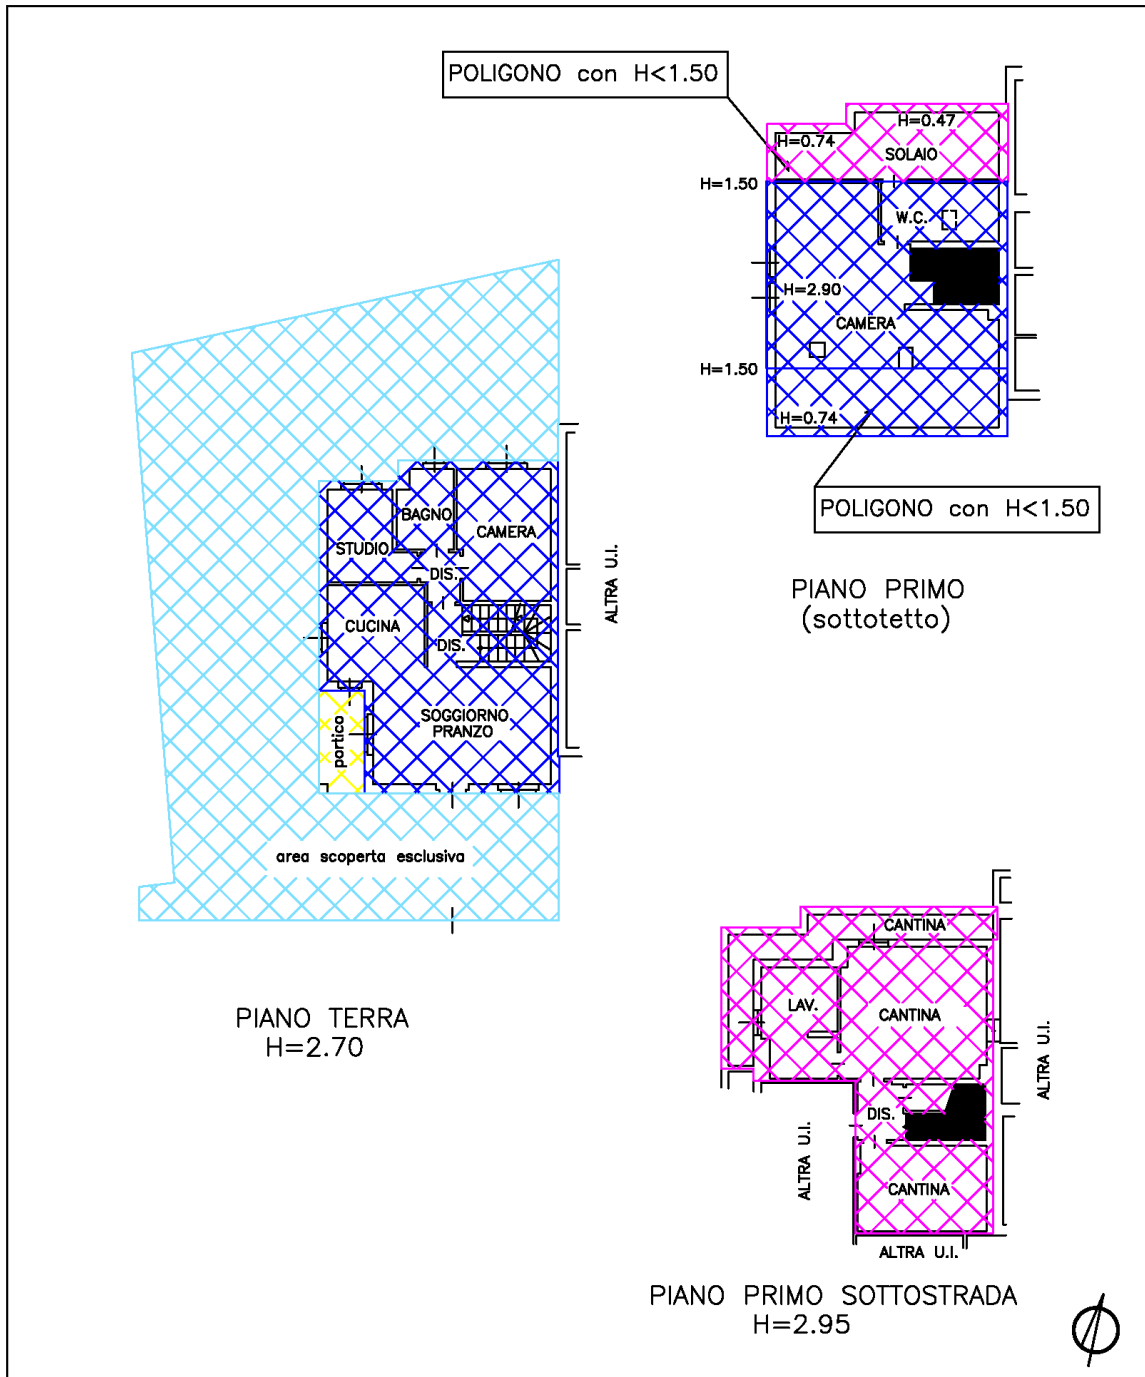 POLIGONO con H<1.50
H=0.47
H=0.74
SOLAIO
H=1.50
W.C.
H=2.90
CAMERA
H=1.50
H=0.74
POLIGONO con H<1.50
PIANO PRIMO
(sottotetto)
BAGNO
CAMERA
STUDIO
DIS.
ALTRA U.I.
CUCINA
DIS.
SOGGIORNO
PRANZO
portico
area scoperta esclusiva
PIANO TERRA
H=2.70
CANTINA
LAV.
CANTINA
ALTRA U.I.
DIS.
ALTRA U.I.
CANTINA
ALTRA U.I.
PIANO PRIMO SOTTOSTRADA
H=2.95